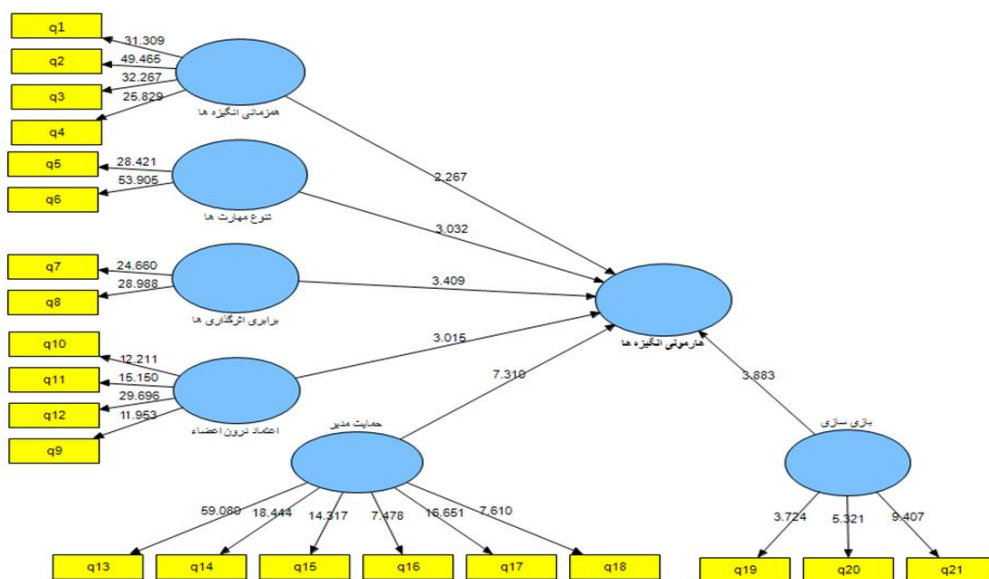 q1
31.309
q2
49.465
q3
32.267
25.829
q4
همزمانی انگیزه ها
q5
28.421
2.267
q6
53.905
تنوع مهارت ها
3.032
q7
24.660
3.409
q8
28.988
برابری اثرگذاری ها
هارمونی انگیزه ها
q10
12.211
3.015
q11
15.150
7.310
3.883
q12
29.696
11.953
q9
اعتماد درون اعضاء
حمایت مدیر
بازی سازی
59.080
18.444
14.317
7.478
16.651
7.610
3.724
5.321
9.407
q13
q14
q15
q16
q17
q18
q19
q20
q21